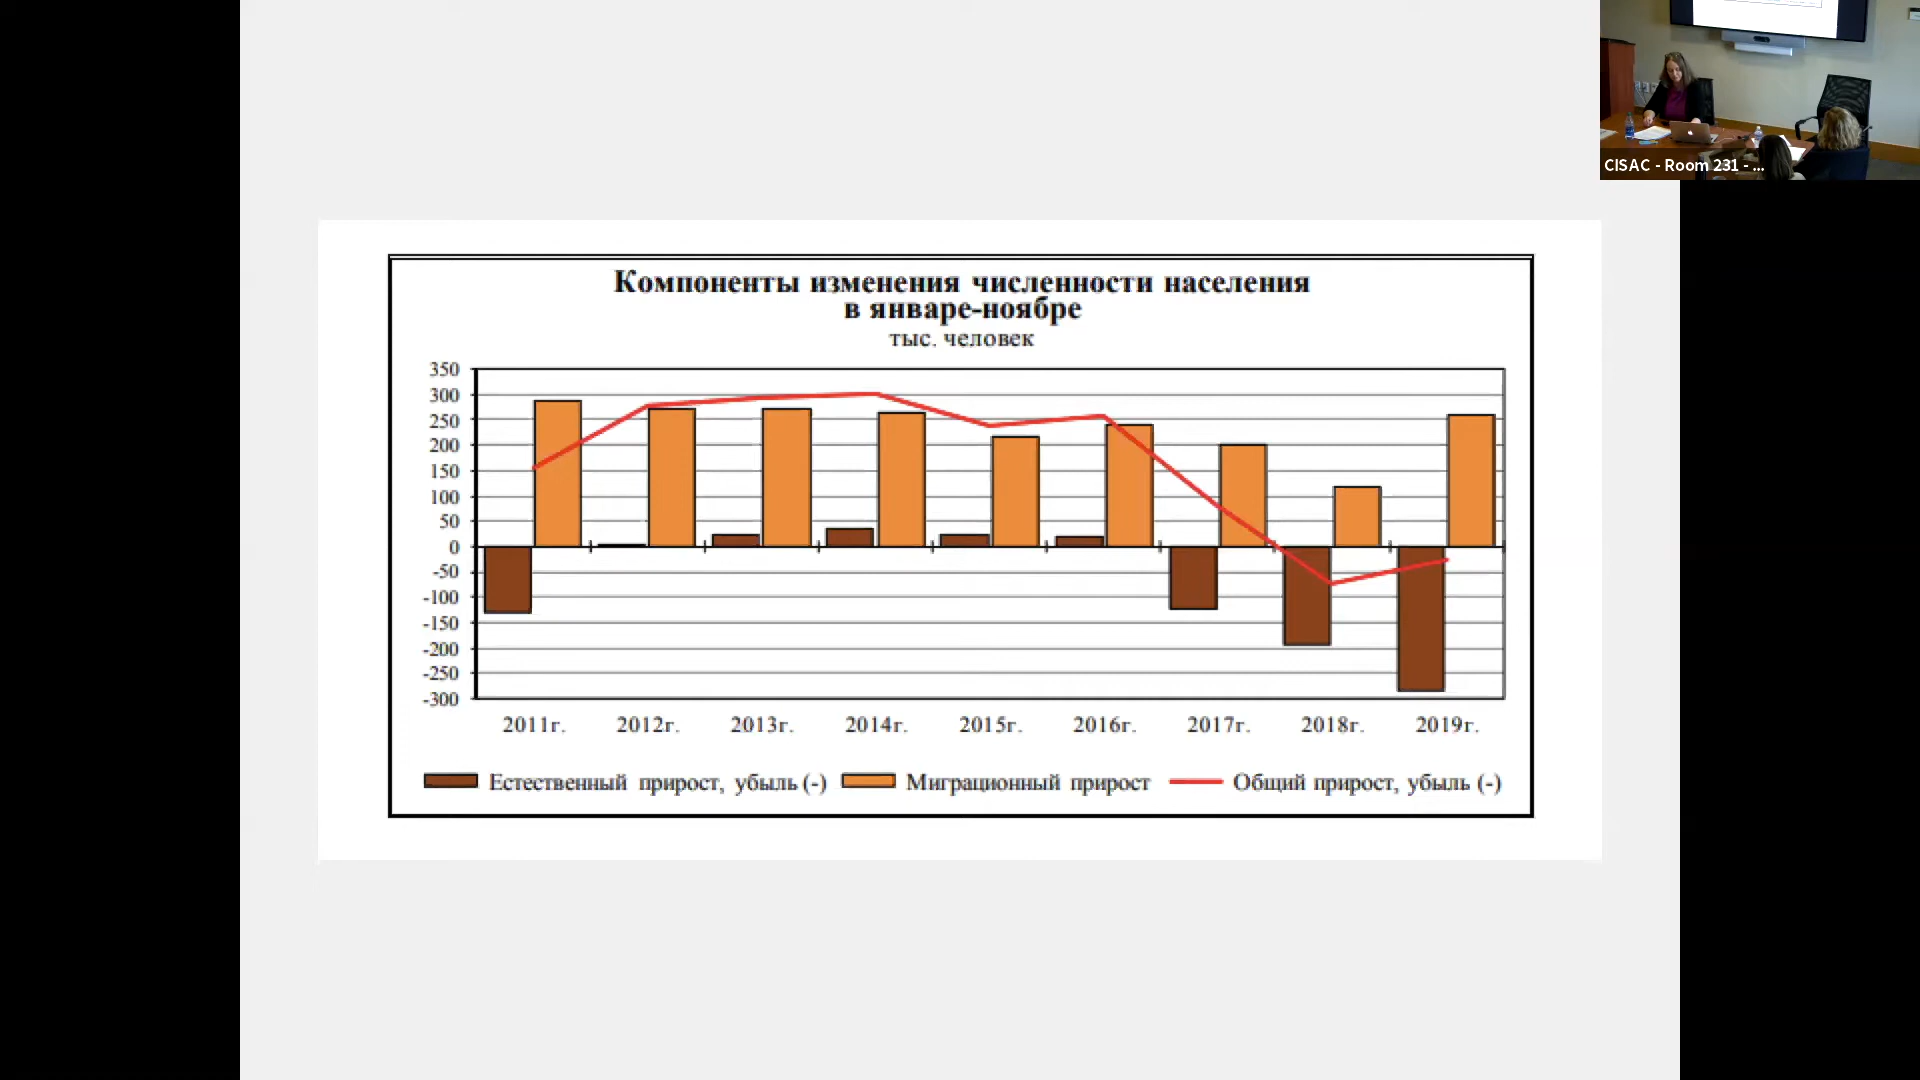 CISAC - Room 231 - ...
Компоненты изменения численности населения
в январе-ноябре
тыс. человек
350
300
250
200
150
100
50
0
-50
-100
-150
-200
-250
-300
2011г. 2012г. 2013г. 2014г. 2015г. 2016г. 2017г. 2018г. 2019г.
Естественный прирост, убыль (-) Миграционный прирост Общий прирост, убыль (-)